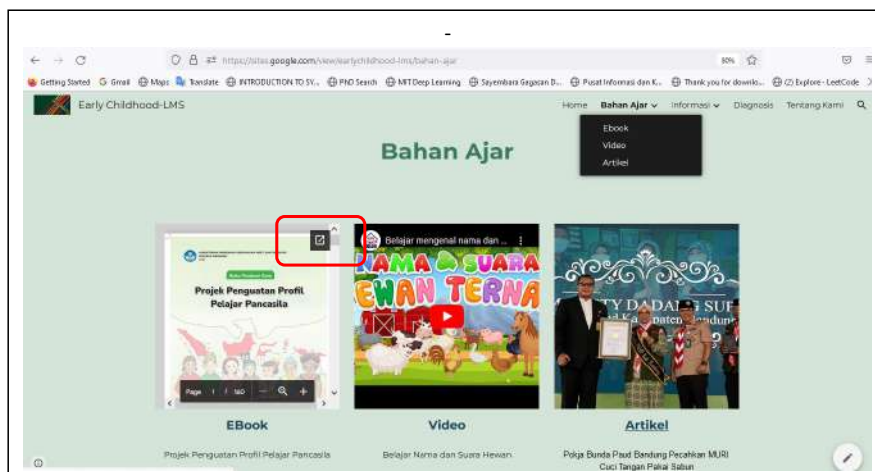 -
https://sites.google.com/view/earlychildhood-lms/bahan-ajar
80%
Getting Started Gmail Maps Translate INTRODUCTION TO SY... PhD Search MIT Deep Learning Sayembara Gagasan D... Pusat Informasi dan K... Thank you for downlo... (2) Explore - LeetCode
Early Childhood-LMS
Home Bahan Ajar Informasi Diagnosis Tentang Kami
Ebook
Video
Artikel
Bahan Ajar
Projek Penguatan Profil
Pelajar Pancasila
Page 1 / 160
Belajar mengenal nama dan ...
NAMA & SUARA
HEWAN TERNA
EBook
Video
Artikel
Projek Penguatan Profil Pelajar Pancasila
Belajar Nama dan Suara Hewan
Pokja Bunda Paud Bandung Pecahkan MURI
Cuci Tangan Pakai Sabun